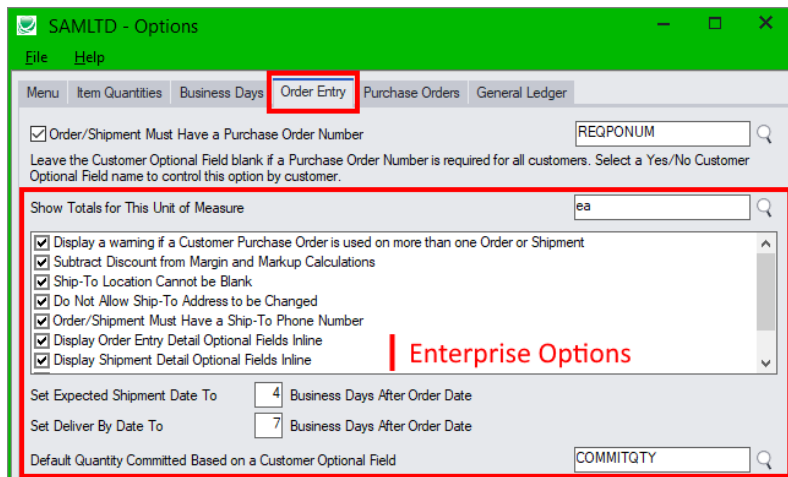 SAMLTD - Options
File Help
Menu Item Quantities Business Days Order Entry Purchase Orders General Ledger
Order/Shipment Must Have a Purchase Order Number REQPONUM
Leave the Customer Optional Field blank if a Purchase Order Number is required for all customers. Select a Yes/No Customer
Optional Field name to control this option by customer.
Show Totals for This Unit of Measure ea
Display a warning if a Customer Purchase Order is used on more than one Order or Shipment
Subtract Discount from Margin and Markup Calculations
Ship-To Location Cannot be Blank
Do Not Allow Ship-To Address to be Changed
Order/Shipment Must Have a Ship-To Phone Number
Display Order Entry Detail Optional Fields Inline
Display Shipment Detail Optional Fields Inline
Enterprise Options
Set Expected Shipment Date To 4 Business Days After Order Date
Set Deliver By Date To 7 Business Days After Order Date
Default Quantity Committed Based on a Customer Optional Field COMMITQTY